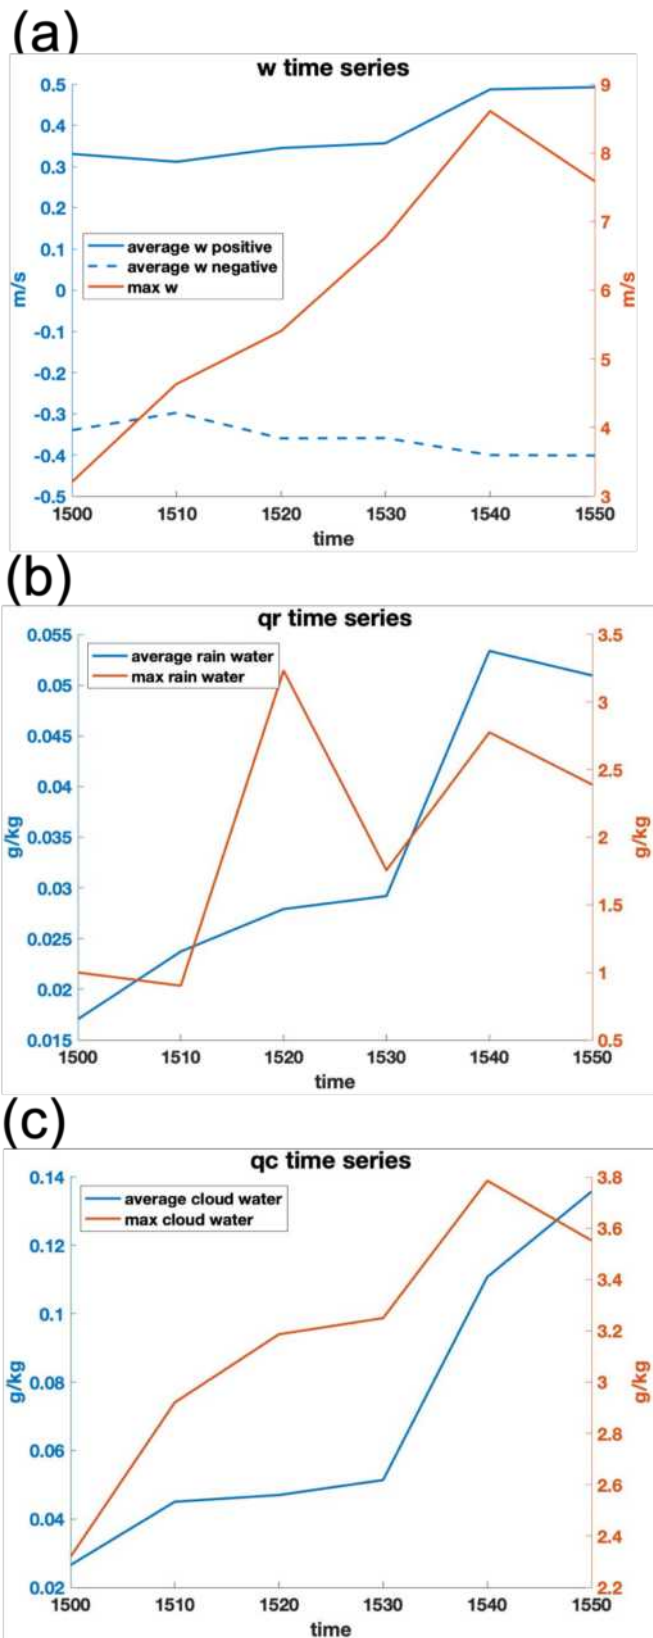 (a)
w time series
0.5
0.4
0.3
0.2
0.1
0
-0.1
-0.2
-0.3
-0.4
-0.5
m/s
average w positive
average w negative
max w
9
8
7
6
5
4
3
m/s
1500 1510 1520 1530 1540 1550
time
(b)
qr time series
0.055
0.05
0.045
0.04
0.035
0.03
0.025
0.02
0.015
g/kg
average rain water
max rain water
3.5
3
2.5
2
1.5
1
0.5
g/kg
1500 1510 1520 1530 1540 1550
time
(c)
qc time series
0.14
0.12
0.1
0.08
0.06
0.04
0.02
g/kg
average cloud water
max cloud water
3.8
3.6
3.4
3.2
3
2.8
2.6
2.4
2.2
g/kg
1500 1510 1520 1530 1540 1550
time